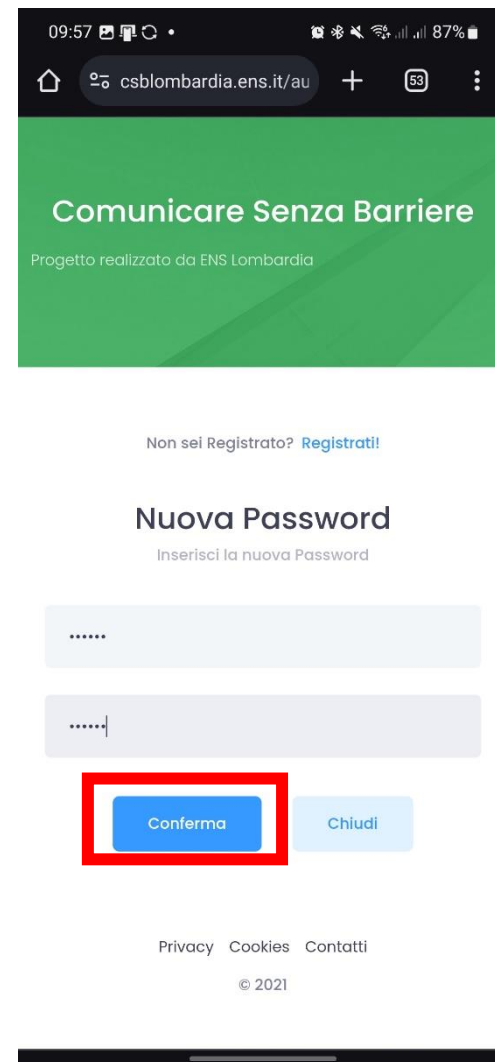 09:57
87%
csblombardia.ens.it/au
53
Comunicare Senza Barriere
Progetto realizzato da ENS Lombardia
Non sei Registrato? Registrati!
Nuova Password
Inserisci la nuova Password
••••••
••••••
Conferma Chiudi
Privacy Cookies Contatti
© 2021